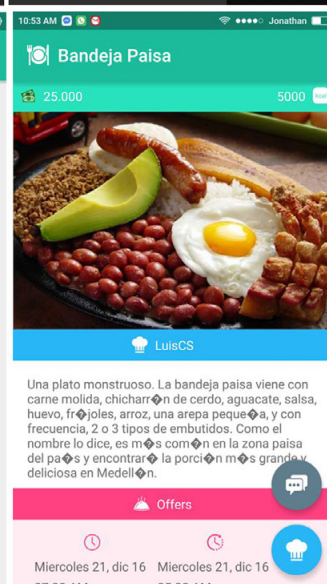 10:53 AM
Jonathan
Bandeja Paisa
25.000
5000
LuisCS
Una plato monstruoso. La bandeja paisa viene con
carne molida, chicharr�n de cerdo, aguacate, salsa,
huevo, fr�joles, arroz, una arepa peque�a, y con
frecuencia, 2 o 3 tipos de embutidos. Como el
nombre lo dice, es m�s com�n en la zona paisa
del pa�s y encontrar� la porci�n m�s grande y
deliciosa en Medell�n.
Offers
Miercoles 21, dic 16 Miercoles 21, dic 16